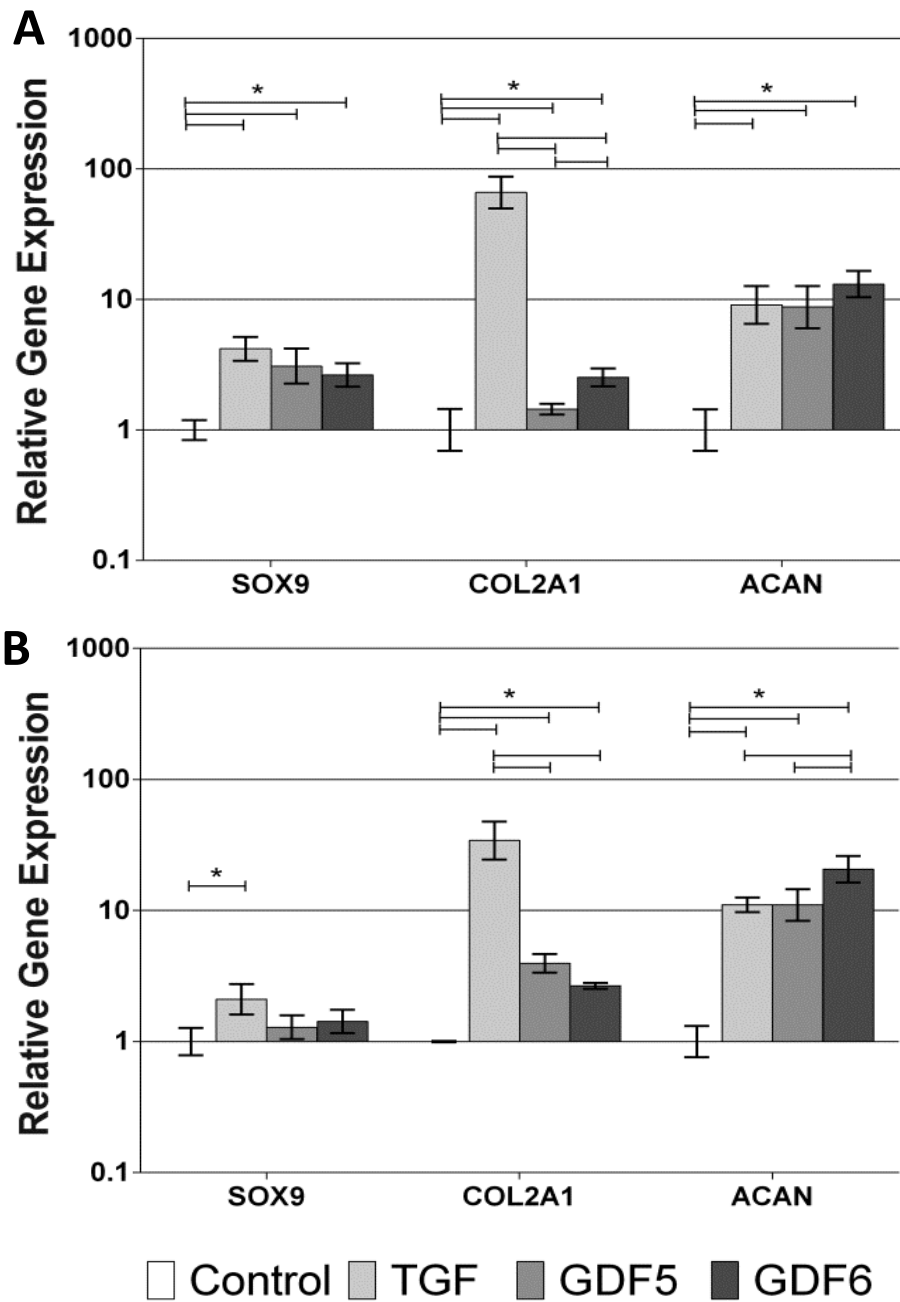 A
Relative Gene Expression
1000
100
10
1
0.1
*
*
*
SOX9 COL2A1 ACAN
B
Relative Gene Expression
1000
100
10
1
0.1
*
*
*
SOX9 COL2A1 ACAN
Control TGF GDF5 GDF6